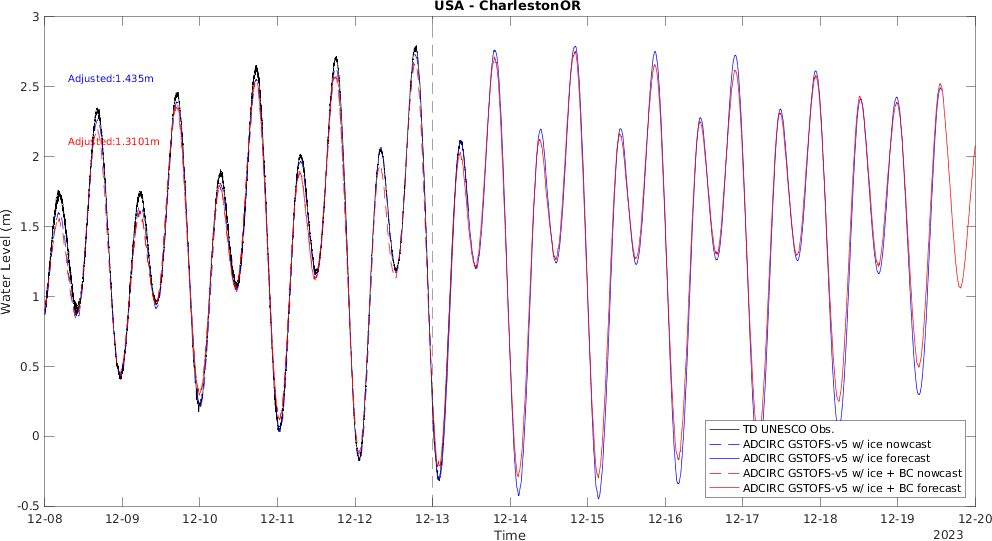 USA - CharlestonOR
3
2.5
2
1.5
1
0.5
0
-0.5
Water Level (m)
Adjusted:1.435m
Adjusted:1.3101m
TD UNESCO Obs.
ADCIRC GSTOFS-v5 w/ ice nowcast
ADCIRC GSTOFS-v5 w/ ice forecast
ADCIRC GSTOFS-v5 w/ ice + BC nowcast
ADCIRC GSTOFS-v5 w/ ice + BC forecast
12-08 12-09 12-10 12-11 12-12 12-13 12-14 12-15 12-16 12-17 12-18 12-19 12-20
Time
2023